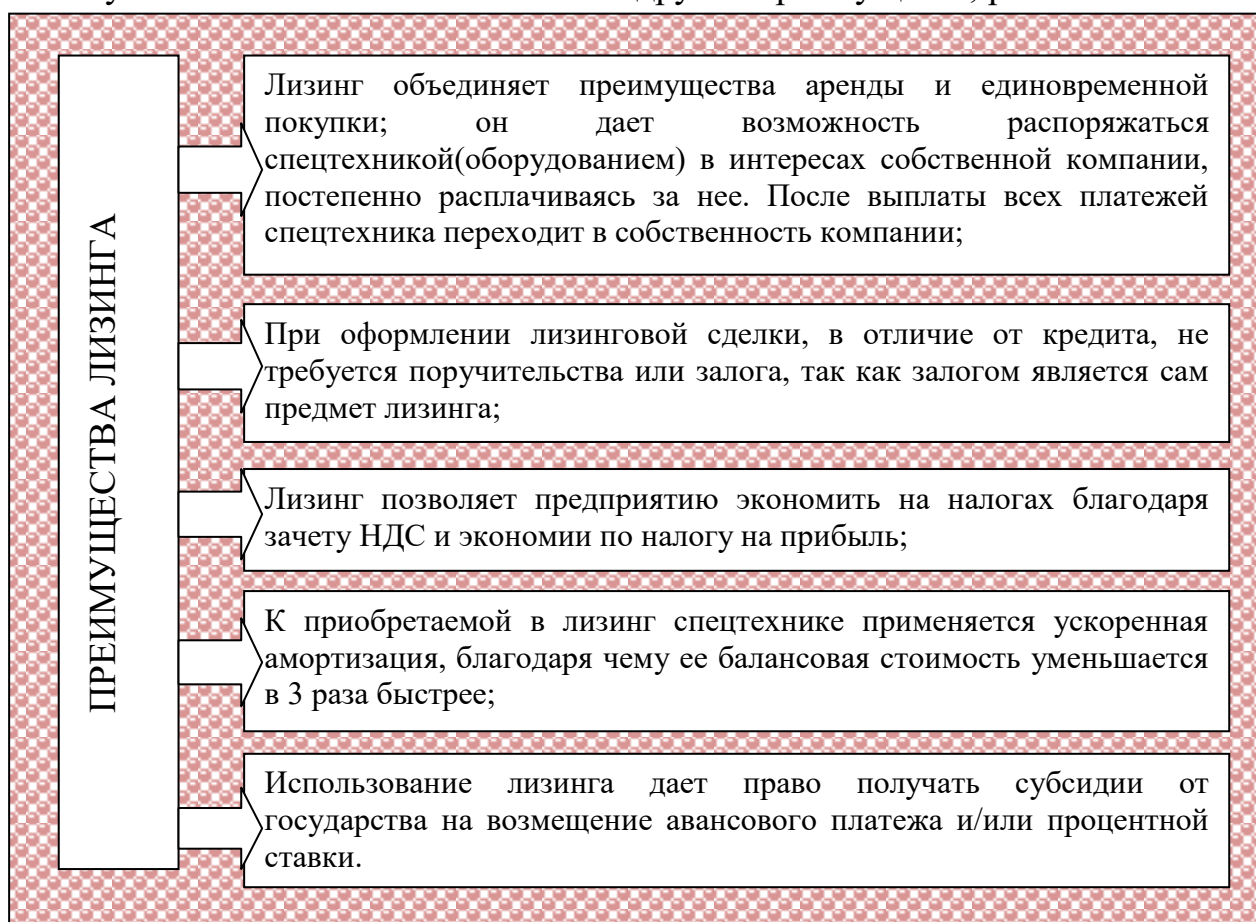 ПРЕИМУЩЕСТВА ЛИЗИНГА
Лизинг объединяет преимущества аренды и единовременной
покупки; он дает возможность распоряжаться
спецтехникой(оборудованием) в интересах собственной компании,
постепенно расплачиваясь за нее. После выплаты всех платежей
спецтехника переходит в собственность компании;
При оформлении лизинговой сделки, в отличие от кредита, не
требуется поручительства или залога, так как залогом является сам
предмет лизинга;
Лизинг позволяет предприятию экономить на налогах благодаря
зачету НДС и экономии по налогу на прибыль;
К приобретаемой в лизинг спецтехнике применяется ускоренная
амортизация, благодаря чему ее балансовая стоимость уменьшается
в 3 раза быстрее;
Использование лизинга дает право получать субсидии от
государства на возмещение авансового платежа и/или процентной
ставки.